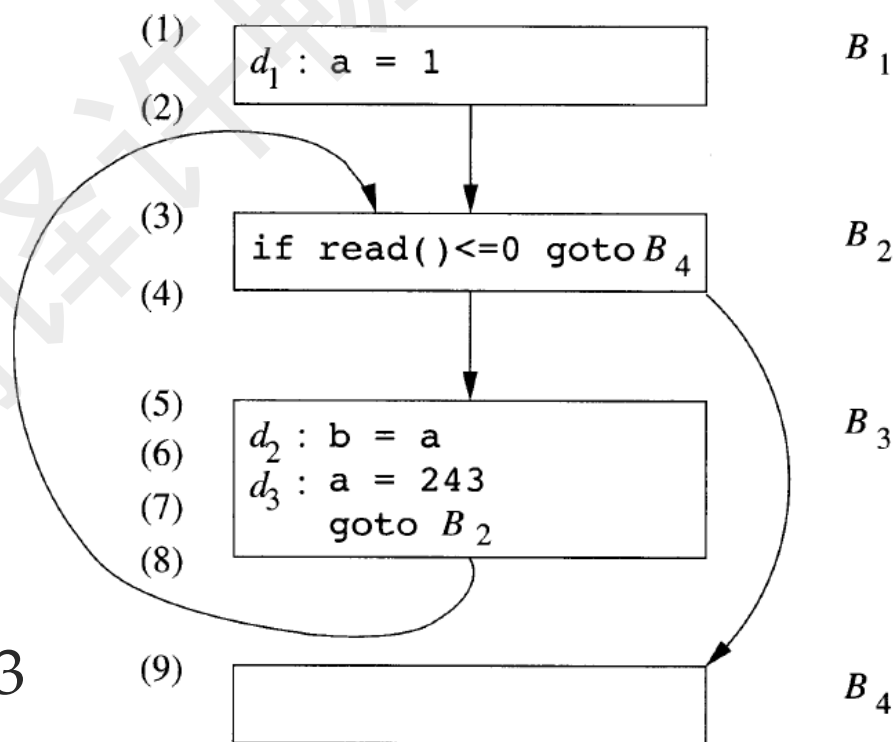 (1)
d1 : a = 1
B1
(2)
(3)
if read()<=0 goto B4
B2
(4)
(5)
d2 : b = a
B3
(6)
d3 : a = 243
(7)
goto B2
(8)
3
(9)
B4